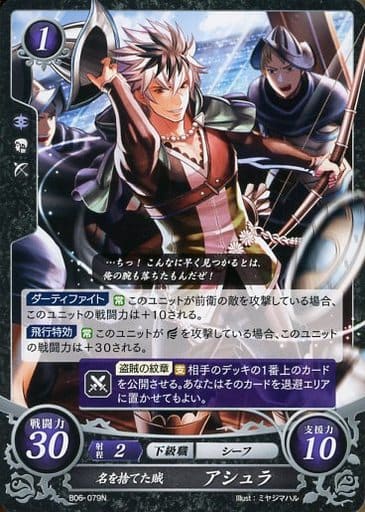 1
…ちっ！ こんなに早く見つかるとは、
俺の腕も落ちたもんだぜ！
ダーティファイト 常 このユニットが前衛の敵を攻撃している場合、
このユニットの戦闘力は＋10される。
飛行特効 常 このユニットが を攻撃している場合、このユニッ
トの戦闘力は＋30される。
盗賊の紋章 支 相手のデッキの1番上のカード
を公開させる。あなたはそのカードを退避エリア
に置かせてもよい。
戦闘力
30
射程 2
下級職
シーフ
支援力
10
名を捨てた賊 アシュラ
B06-079N
Illust：ミヤジマハル